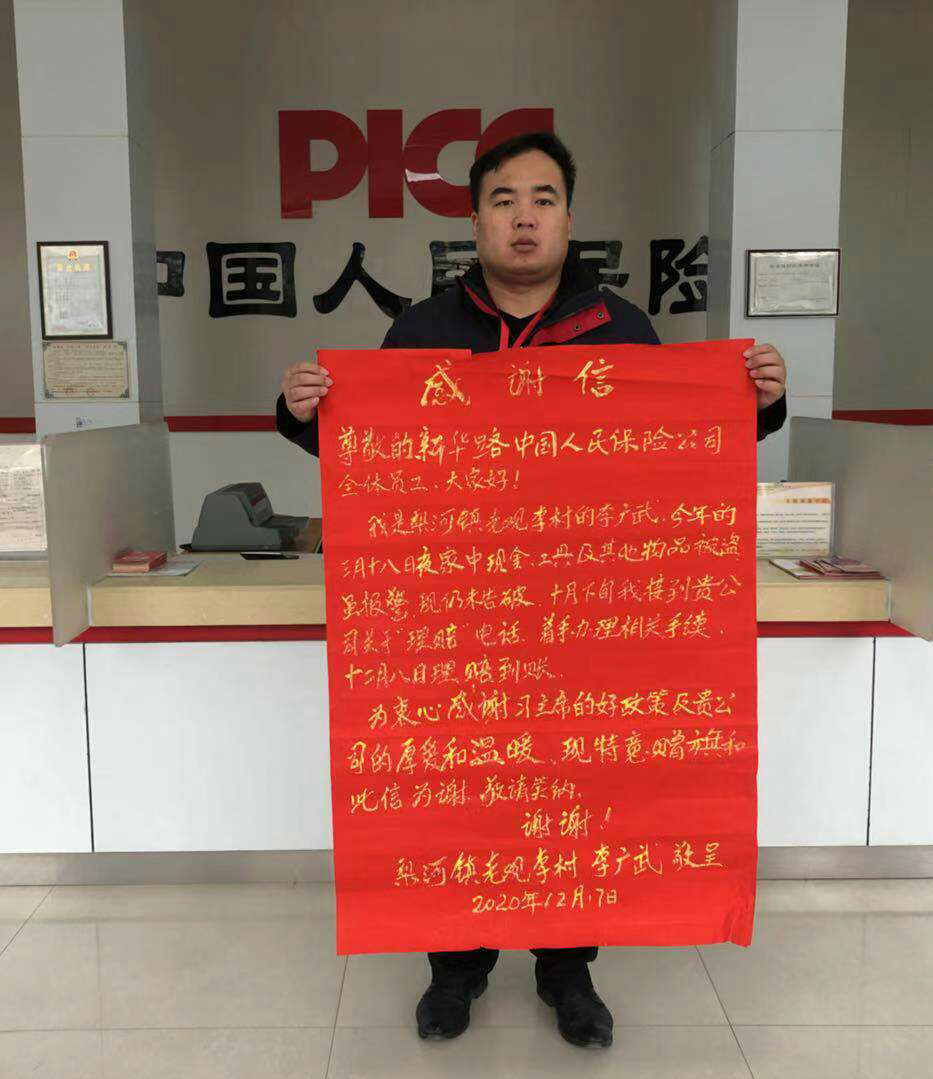 PICC
中国人民保险
营业执照
感谢信
尊敬的新华路中国人民保险公司
全体员工、大家好！
我是梨河镇老观李村的李广武，今年的
三月十八日夜家中现金、工具及其他物品被盗
虽报警，现仍未告破，十月下旬我接到贵公
司关于“理赔”电话，着手办理相关手续，
十二月八日理赔到账。
为衷心感谢习主席的好政策及贵公
司的厚爱和温暖、现特意赠旗和
此信为谢，敬请笑纳。
谢谢！
梨河镇老观李村 李广武 敬呈
2020年12月17日